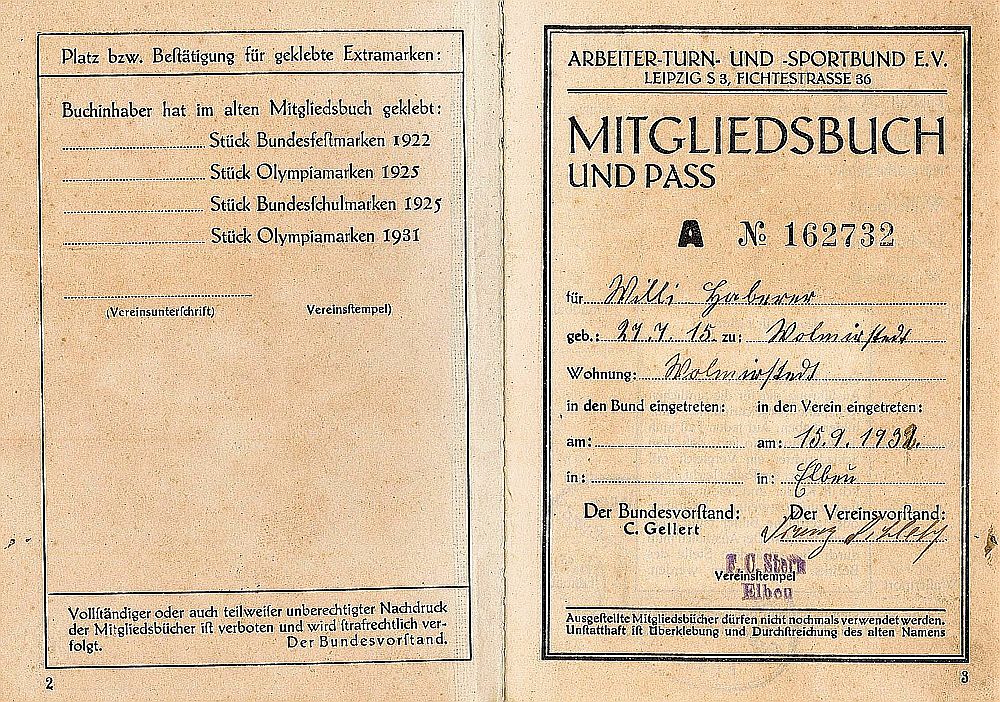 Platz bzw. Beſtätigung für geklebte Extramarken:
Buchinhaber hat im alten Mitgliedsbuch geklebt:
Stück Bundesfeſtmarken 1922
Stück Olympiamarken 1925
Stück Bundesſchulmarken 1925
Stück Olympiamarken 1931
(Vereinsunterſchrift) Vereinsſtempel)
Vollſtändiger oder auch teilweiſer unberechtigter Nachdruck
der Mitgliedsbücher iſt verboten und wird ſtrafrechtlich ver-
folgt. Der Bundesvorſtand.
2
ARBEITER-TURN- UND -SPORTBUND E.V.
LEIPZIG S 3, FICHTESTRASSE 36
MITGLIEDSBUCH
UND PASS
A № 162732
für Willi Haberer
geb.: 27.7.15. zu: Wolmirstedt
Wohnung: Wolmirstedt
in den Bund eingetreten: in den Verein eingetreten:
am: am: 15.9.1932.
in: in: Elbeu
Der Bundesvorſtand: Der Vereinsvorſtand:
C. Gellert Franz
F. C. Stern
Vereinsſtempel
Elbeu
Ausgeſtellte Mitgliedsbücher dürfen nicht nochmals verwendet werden.
Unſtatthaft iſt Überklebung und Durchſtreichung des alten Namens
3